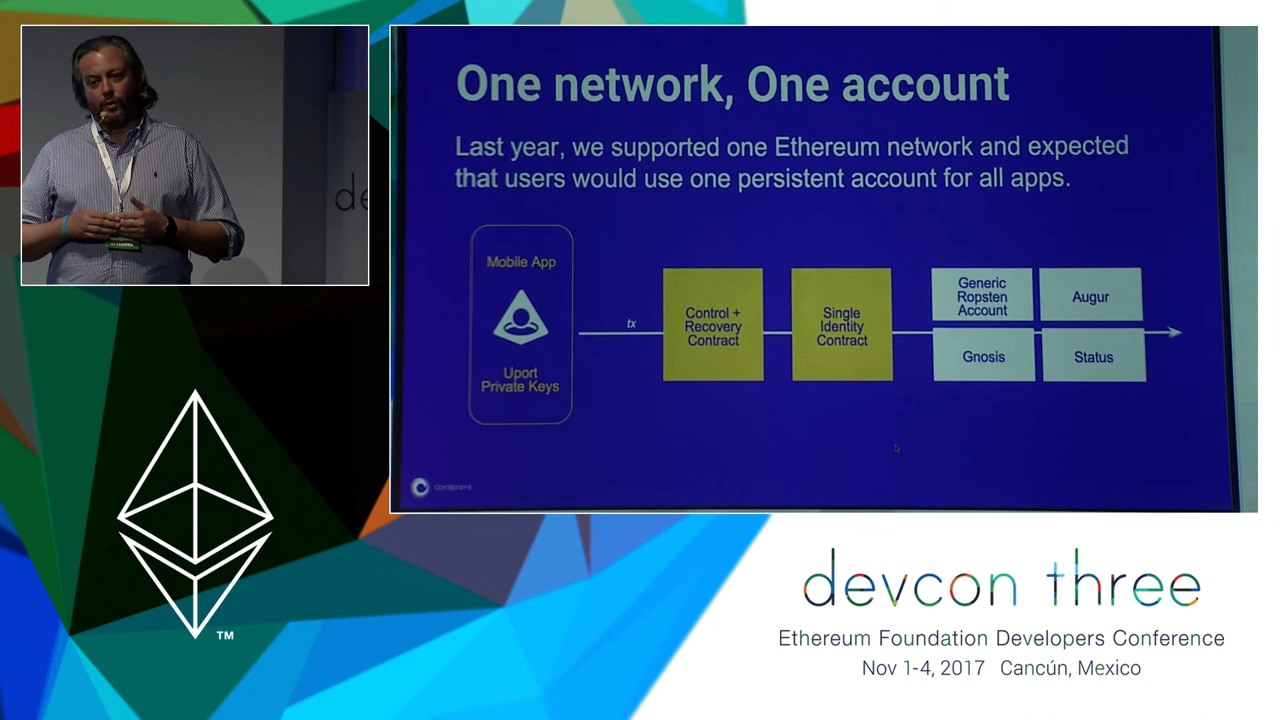 One network, One account
Last year, we supported one Ethereum network and expected
that users would use one persistent account for all apps.
Mobile App
Uport
Private Keys
tx
Control +
Recovery
Contract
Single
Identity
Contract
Generic
Ropsten
Account
Augur
Gnosis
Status
CONSENSYS
de
TM
devcon three
Ethereum Foundation Developers Conference
Nov 1-4, 2017 Cancún, Mexico